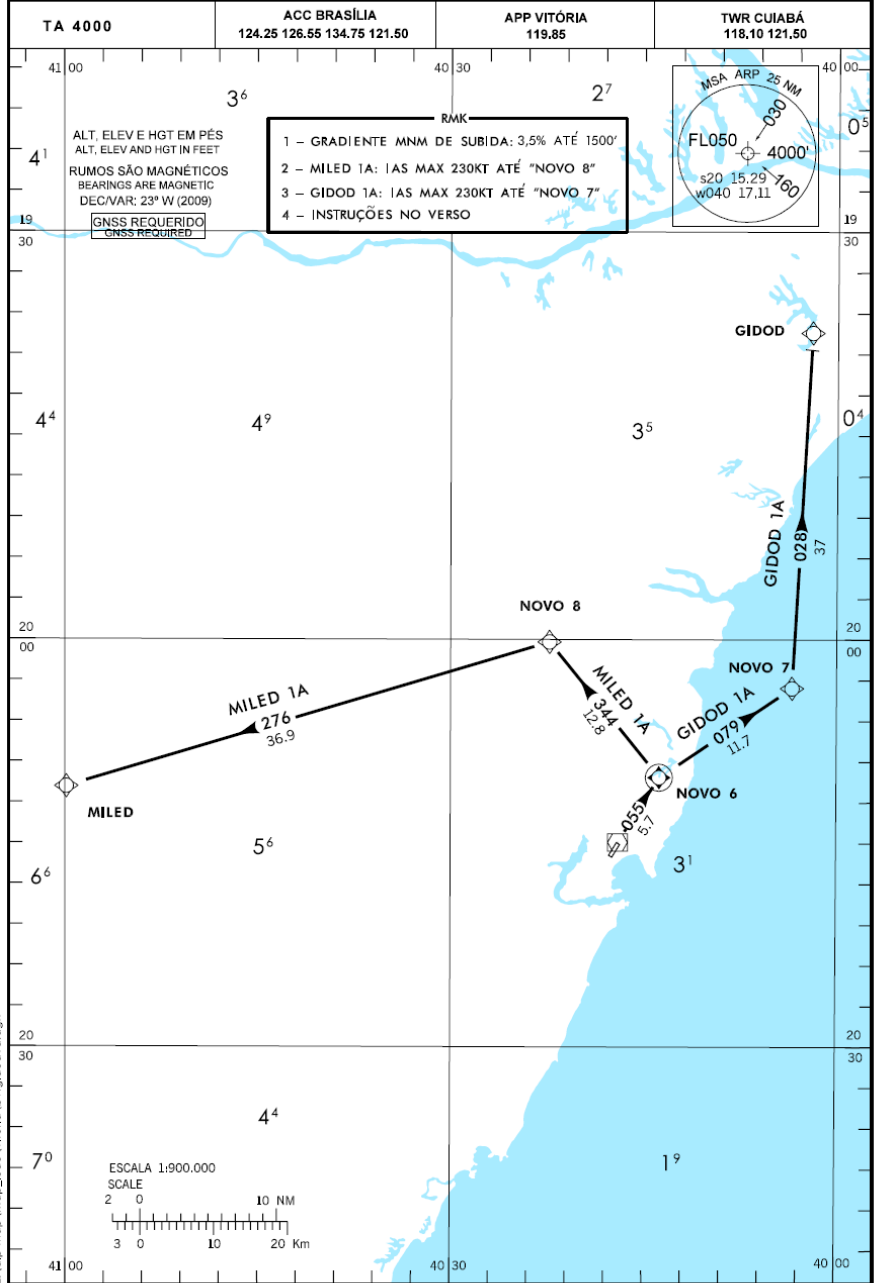 TA 4000
ACC BRASÍLIA
124.25 126.55 134.75 121.50
APP VITÓRIA
119.85
TWR CUIABÁ
118.10 121.50
41 00
40 30
40 00
3⁶
2⁷
0⁵
4¹
ALT, ELEV E HGT EM PÉS
ALT, ELEV AND HGT IN FEET
RUMOS SÃO MAGNÉTICOS
BEARINGS ARE MAGNETIC
DEC/VAR: 23º W (2009)
GNSS REQUERIDO
GNSS REQUIRED
RMK
1 – GRADIENTE MNM DE SUBIDA: 3,5% ATÉ 1500'
2 – MILED 1A: IAS MAX 230KT ATÉ "NOVO 8"
3 – GIDOD 1A: IAS MAX 230KT ATÉ "NOVO 7"
4 – INSTRUÇÕES NO VERSO
MSA ARP 25 NM
030
FL050
4000'
160
s20 15.29
w040 17.11
19
30
19
30
GIDOD
4⁴
4⁹
3⁵
0⁴
GIDOD 1A
028
37
NOVO 8
20
00
20
00
NOVO 7
MILED 1A
276
36.9
MILED 1A
344
12.8
GIDOD 1A
079
11.7
MILED
NOVO 6
055
5.7
5⁶
3¹
6⁶
20
30
20
30
4⁴
7⁰
1⁹
ESCALA 1:900.000
SCALE
2 0 10 NM
3 0 10 20 Km
41 00
40 30
40 00